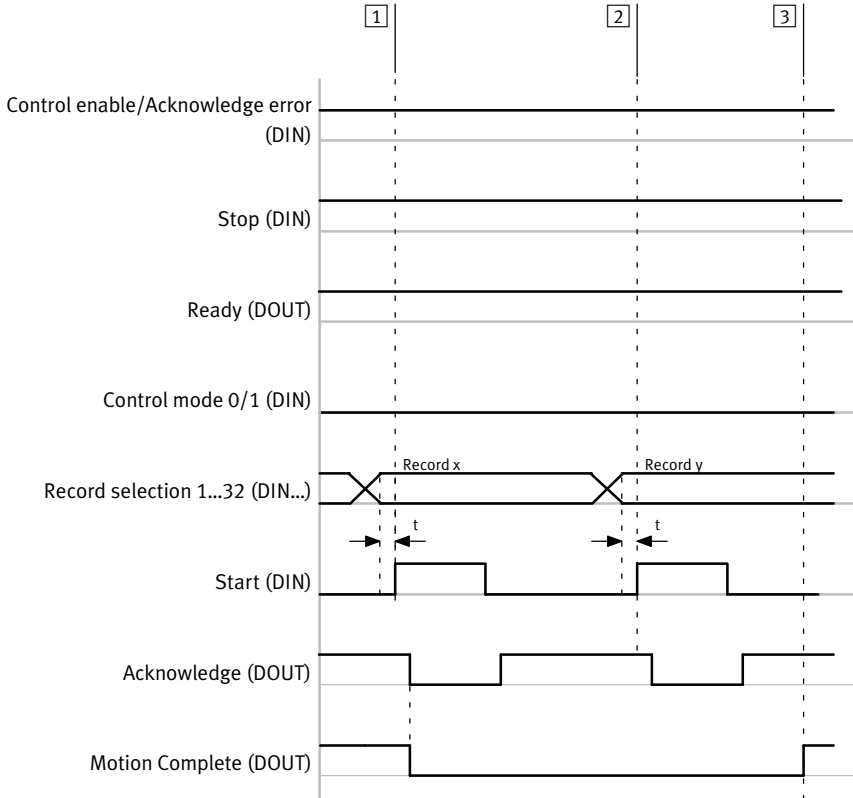 1 2 3
Control enable/Acknowledge error
(DIN)
Stop (DIN)
Ready (DOUT)
Control mode 0/1 (DIN)
Record x Record y
Record selection 1...32 (DIN...)
t t
Start (DIN)
Acknowledge (DOUT)
Motion Complete (DOUT)